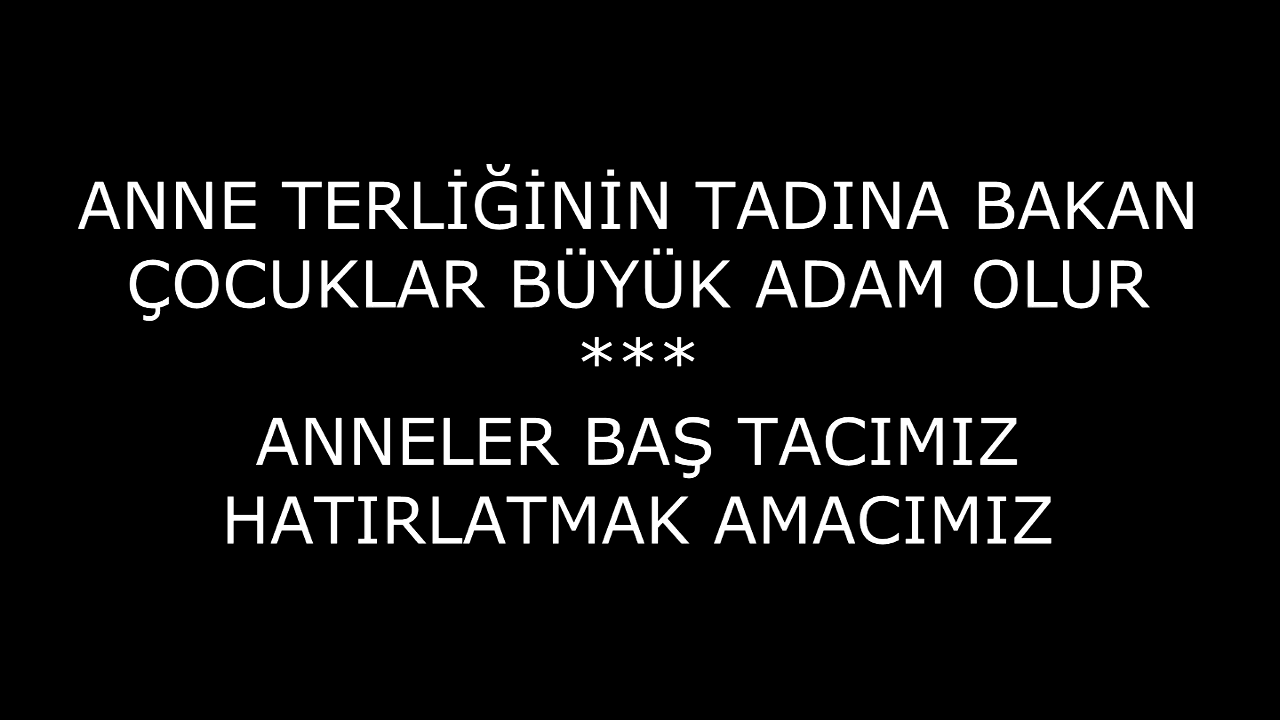 ANNE TERLİĞİNİN TADINA BAKAN
ÇOCUKLAR BÜYÜK ADAM OLUR
***
ANNELER BAŞ TACIMIZ
HATIRLATMAK AMACIMIZ